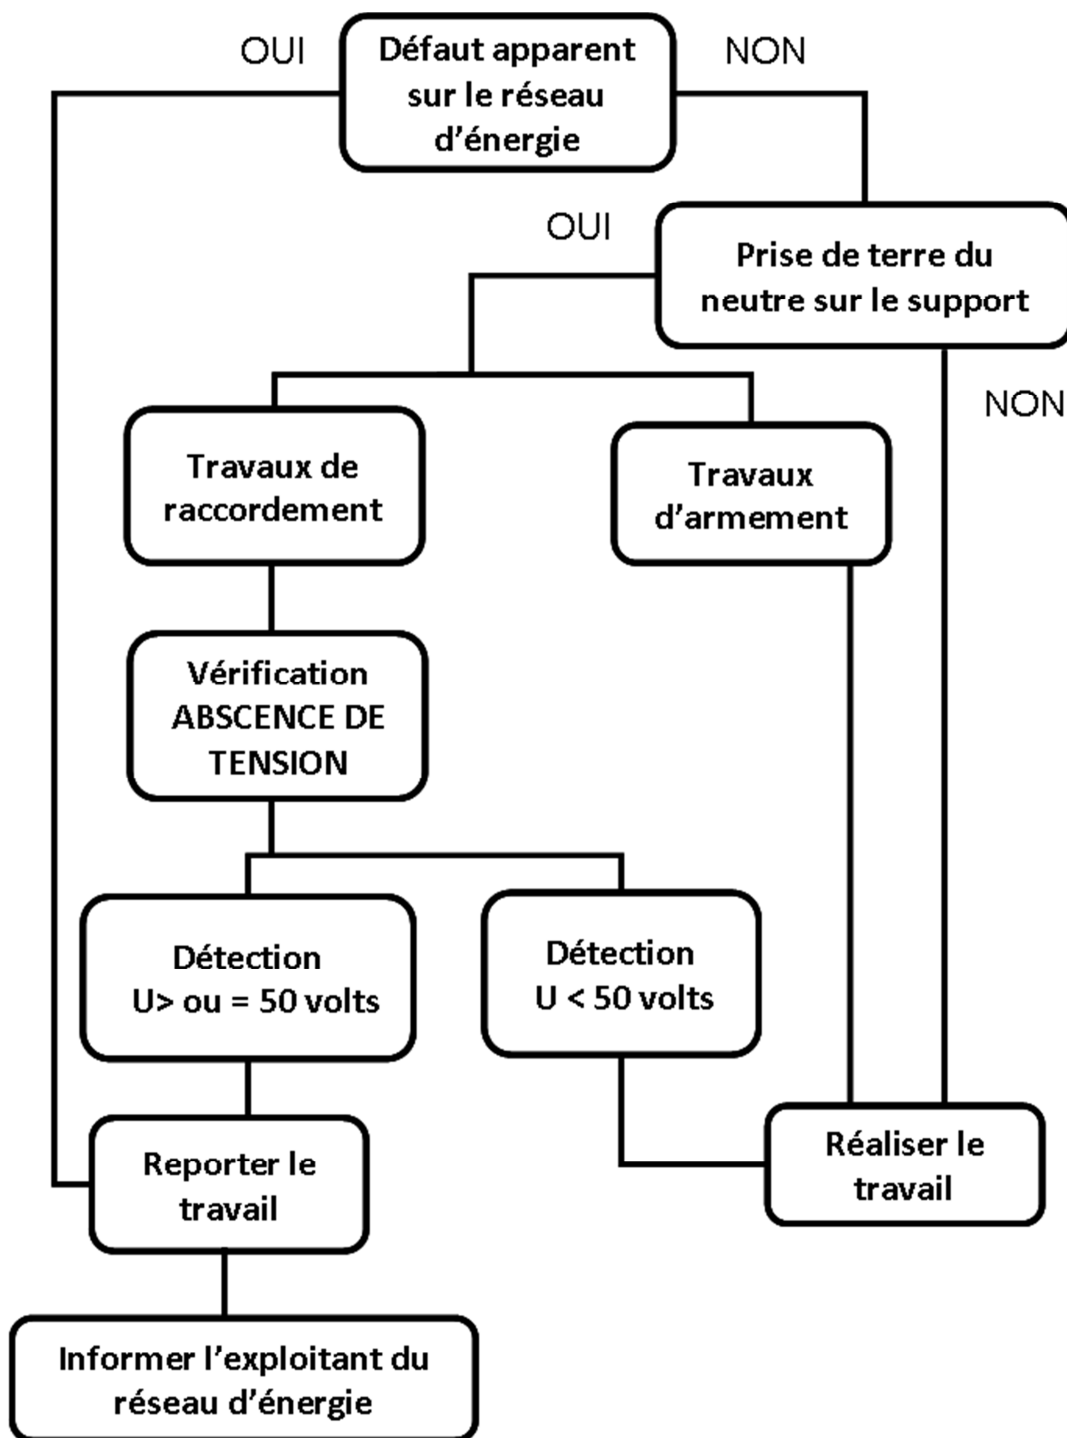 OUI
Défaut apparent
sur le réseau
d'énergie
NON
OUI
Prise de terre du
neutre sur le support
NON
Travaux de
raccordement
Travaux
d'armement
Vérification
ABSCENCE DE
TENSION
Détection
U> ou = 50 volts
Détection
U < 50 volts
Reporter le
travail
Réaliser le
travail
Informer l'exploitant du
réseau d'énergie